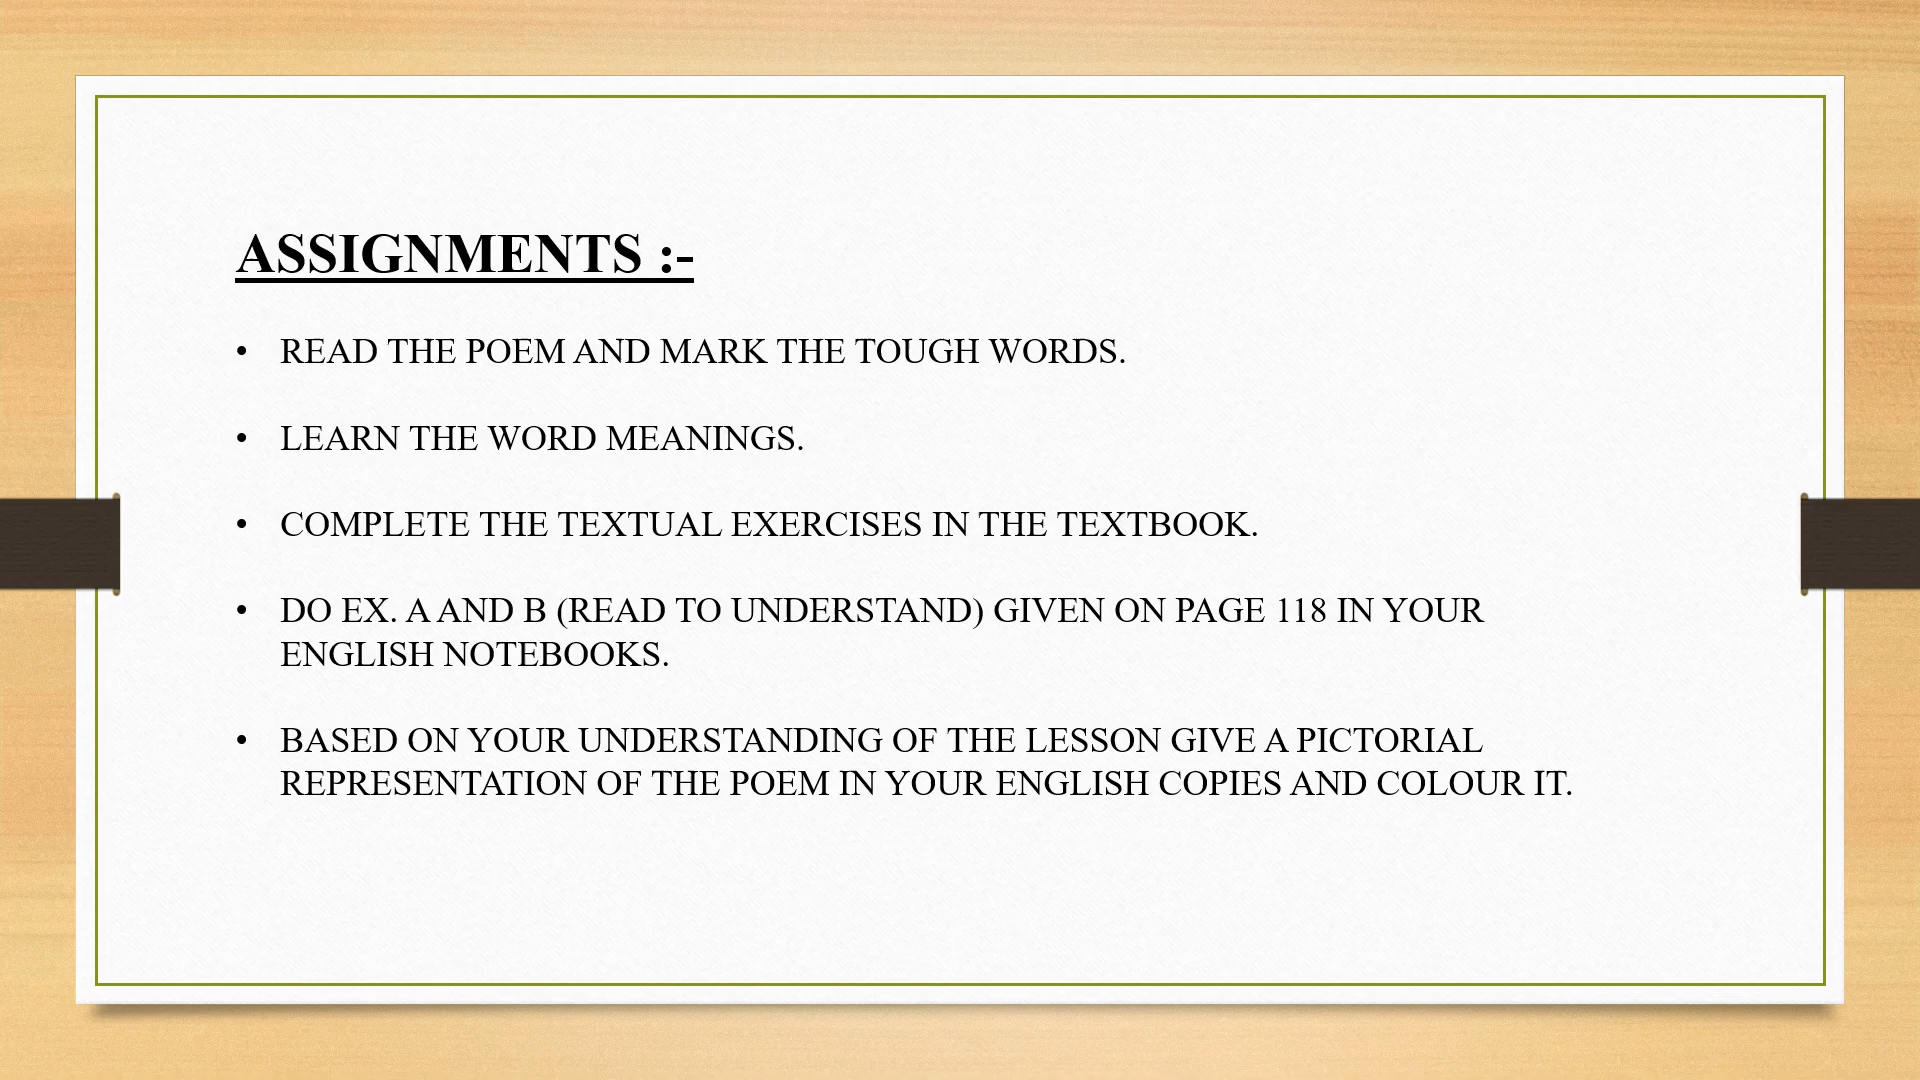 ASSIGNMENTS :-
• READ THE POEM AND MARK THE TOUGH WORDS.
• LEARN THE WORD MEANINGS.
• COMPLETE THE TEXTUAL EXERCISES IN THE TEXTBOOK.
• DO EX. A AND B (READ TO UNDERSTAND) GIVEN ON PAGE 118 IN YOUR
ENGLISH NOTEBOOKS.
• BASED ON YOUR UNDERSTANDING OF THE LESSON GIVE A PICTORIAL
REPRESENTATION OF THE POEM IN YOUR ENGLISH COPIES AND COLOUR IT.